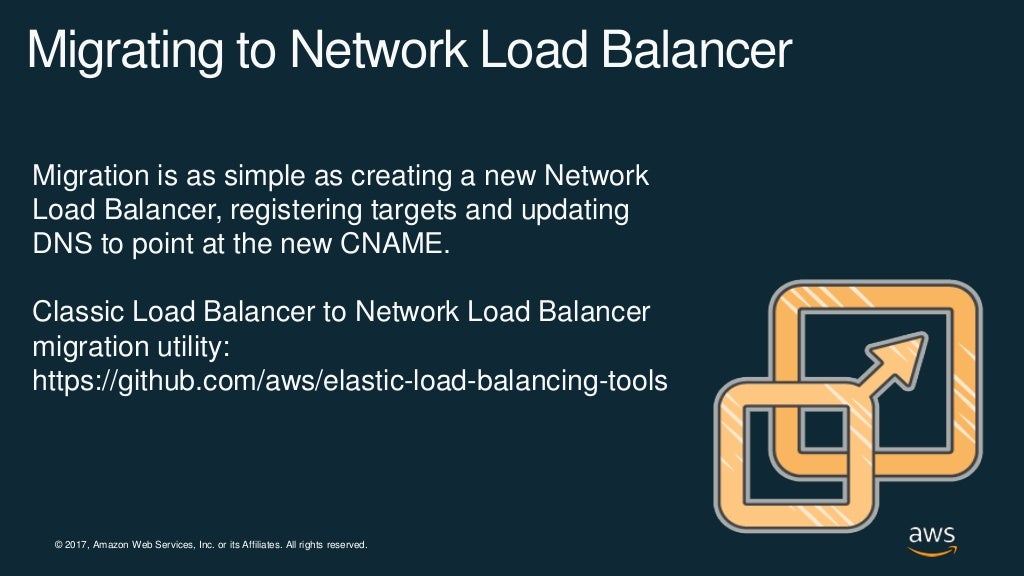 Migrating to Network Load Balancer
Migration is as simple as creating a new Network
Load Balancer, registering targets and updating
DNS to point at the new CNAME.
Classic Load Balancer to Network Load Balancer
migration utility:
https://github.com/aws/elastic-load-balancing-tools
© 2017, Amazon Web Services, Inc. or its Affiliates. All rights reserved.
aws